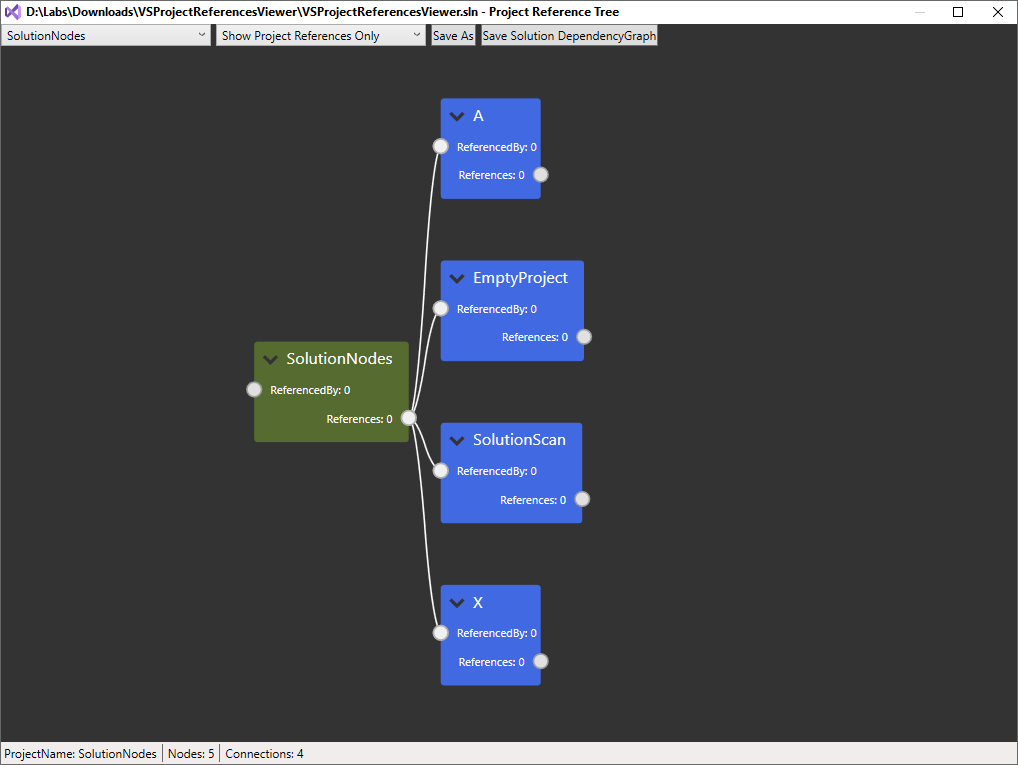 D:\Labs\Downloads\VSProjectReferencesViewer\VSProjectReferencesViewer.sln - Project Reference Tree
SolutionNodes Show Project References Only Save As Save Solution DependencyGraph
A
ReferencedBy: 0
References: 0
EmptyProject
ReferencedBy: 0
References: 0
SolutionNodes
ReferencedBy: 0
References: 0
SolutionScan
ReferencedBy: 0
References: 0
X
ReferencedBy: 0
References: 0
ProjectName: SolutionNodes Nodes: 5 Connections: 4